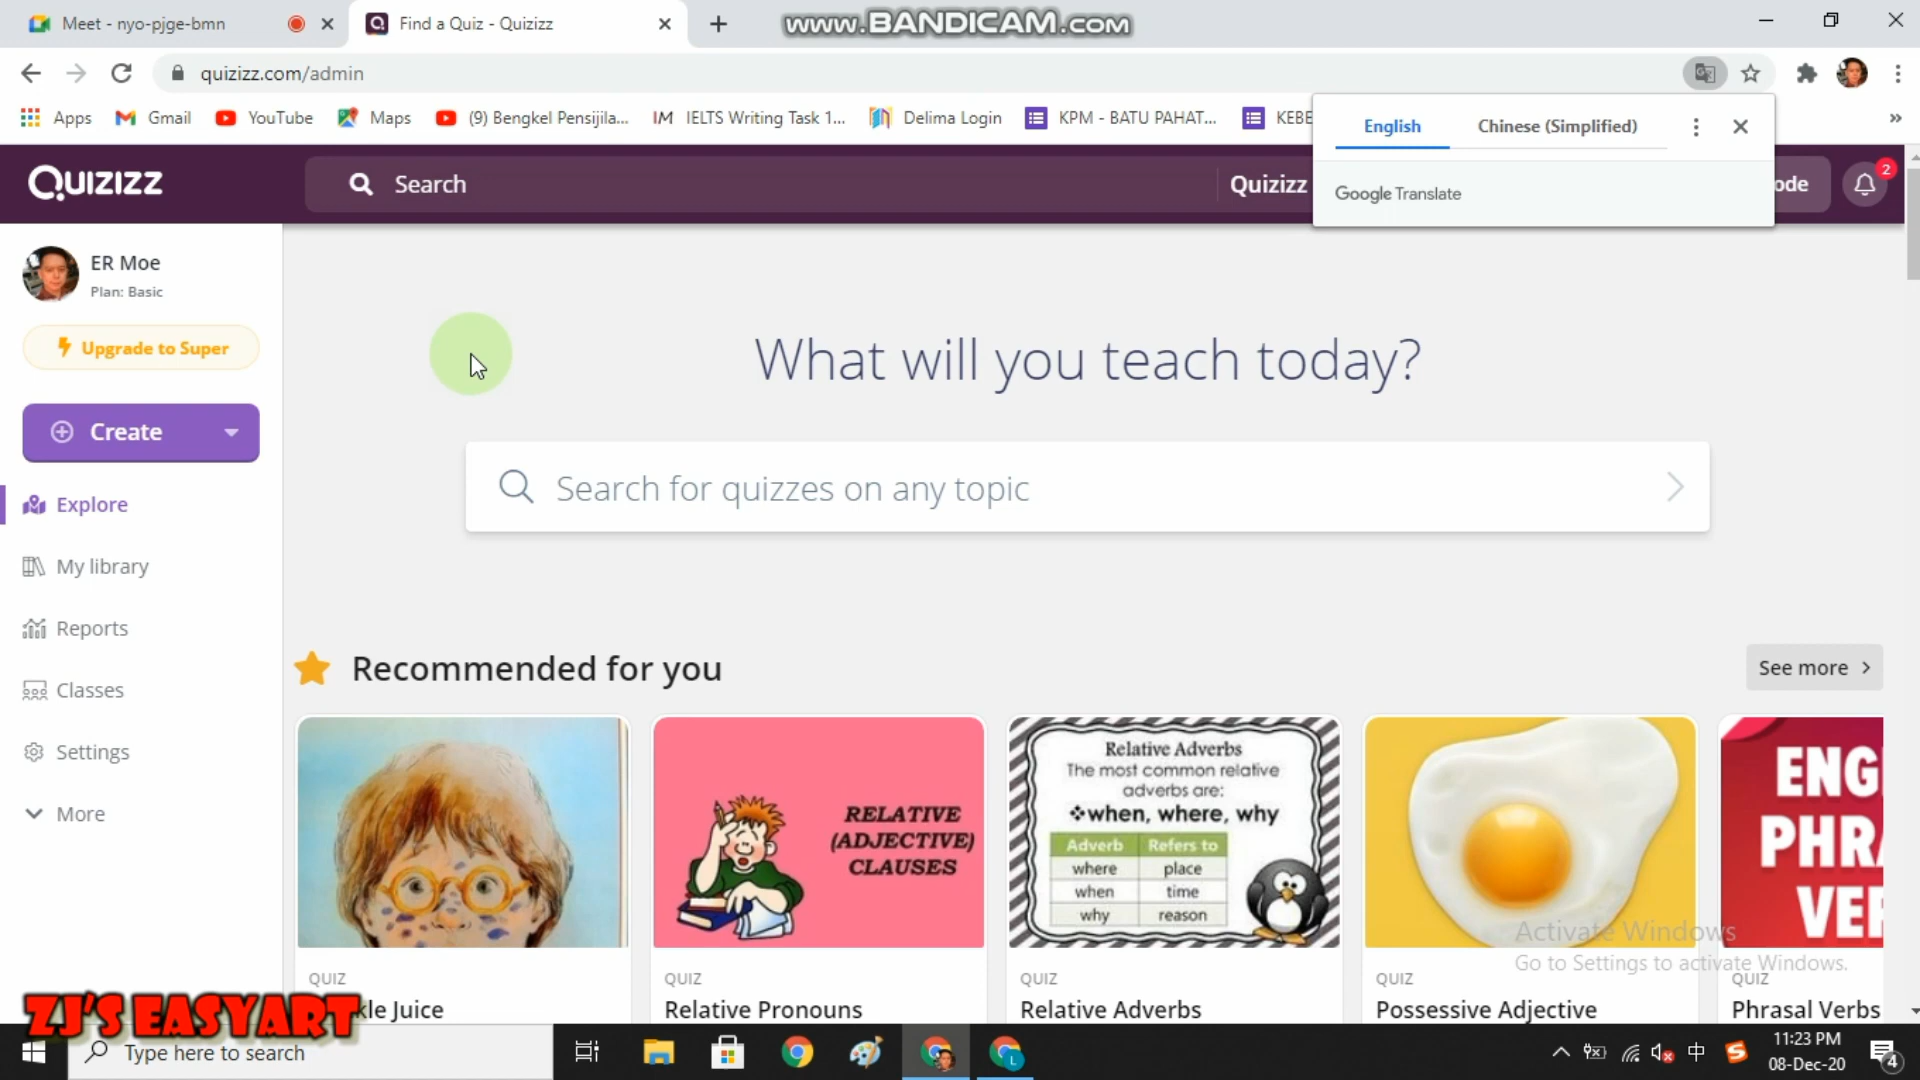 Meet - nyo-pjge-bmn
Find a Quiz - Quizizz
www.BANDICAM.com
quizizz.com/admin
Apps
Gmail
YouTube
Maps
(9) Bengkel Pensijila...
IM IELTS Writing Task 1...
Delima Login
KPM - BATU PAHAT...
KEBE
English
Chinese (Simplified)
Google Translate
Quizizz
Search
Quizizz
ode
2
ER Moe
Plan: Basic
Upgrade to Super
Create
Explore
My library
Reports
Classes
Settings
More
What will you teach today?
Search for quizzes on any topic
Recommended for you
See more
RELATIVE
(ADJECTIVE)
CLAUSES
Relative Adverbs
The most common relative
adverbs are:
❖when, where, why
Adverb Refers to
where place
when time
why reason
ENG
PHRA
VER
QUIZ
kle Juice
QUIZ
Relative Pronouns
QUIZ
Relative Adverbs
QUIZ
Possessive Adjective
QUIZ
Phrasal Verbs
Activate Windows
Go to Settings to activate Windows.
ZJ'S EASYART
Type here to search
L
中
S
11:23 PM
08-Dec-20
4